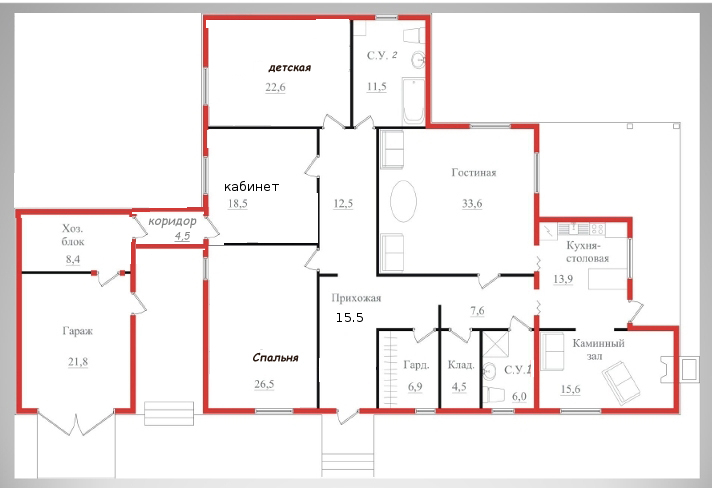 детская
22,6
С.У. 2
11,5
кабинет
18,5
12,5
Гостиная
33,6
Хоз.
блок
8,4
коридор
4,5
Кухня-
столовая
13,9
Прихожая
15.5
7,6
Гараж
21,8
Спальня
26,5
Гард.
6,9
Клад.
4,5
С.У.1
6,0
Каминный
зал
15,6